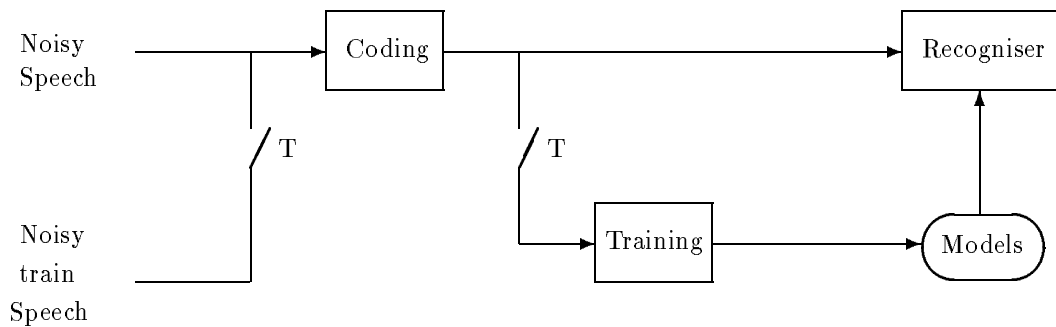 Noisy
Speech
Coding
Recogniser
T
T
Noisy
train
Speech
Training
Models